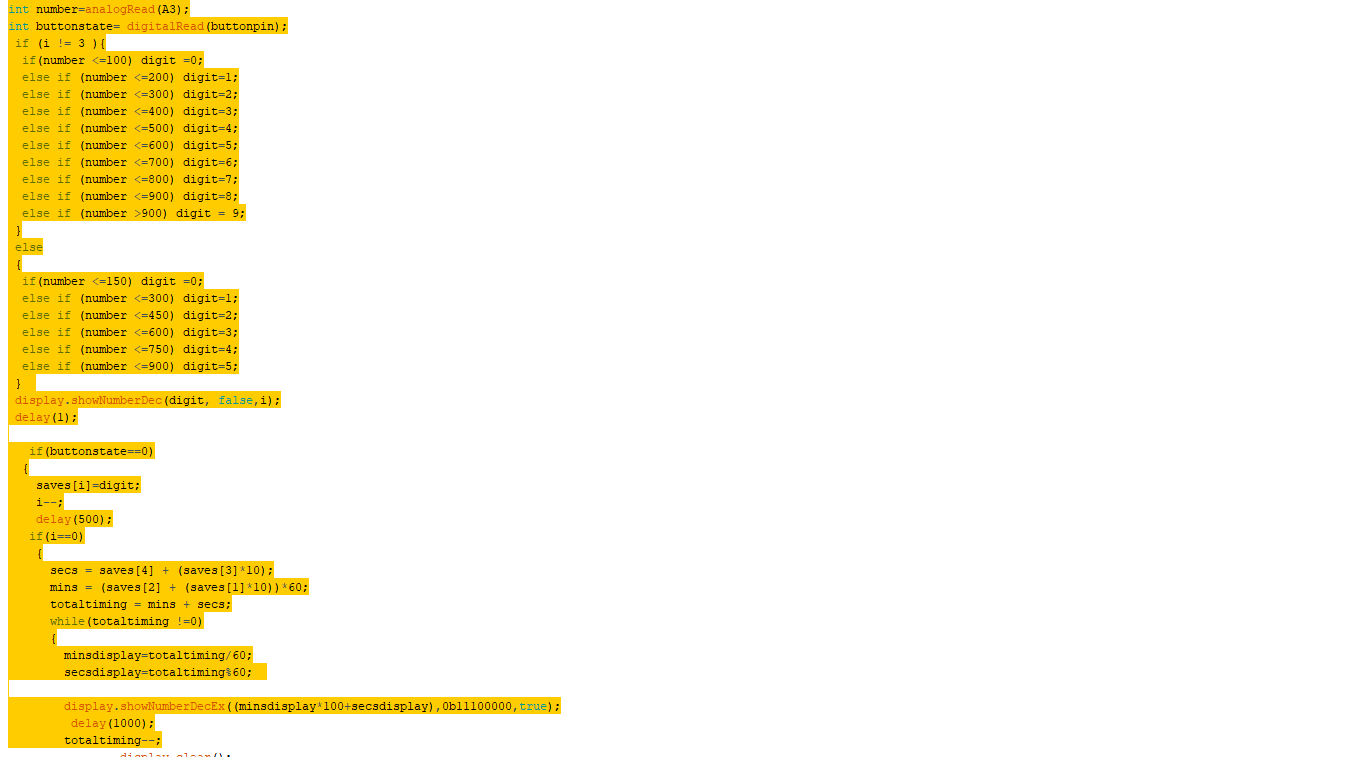 int number=analogRead(A3);
int buttonstate= digitalRead(buttonpin);
if (i != 3 ){
if(number <=100) digit =0;
else if (number <=200) digit=1;
else if (number <=300) digit=2;
else if (number <=400) digit=3;
else if (number <=500) digit=4;
else if (number <=600) digit=5;
else if (number <=700) digit=6;
else if (number <=800) digit=7;
else if (number <=900) digit=8;
else if (number >900) digit = 9;
}
else
{
if(number <=150) digit =0;
else if (number <=300) digit=1;
else if (number <=450) digit=2;
else if (number <=600) digit=3;
else if (number <=750) digit=4;
else if (number <=900) digit=5;
}
display.showNumberDec(digit, false,i);
delay(1);
if(buttonstate==0)
{
saves[i]=digit;
i--;
delay(500);
if(i==0)
{
secs = saves[4] + (saves[3]*10);
mins = (saves[2] + (saves[1]*10))*60;
totaltiming = mins + secs;
while(totaltiming !=0)
{
minsdisplay=totaltiming/60;
secsdisplay=totaltiming%60;
display.showNumberDecEx((minsdisplay*100+secsdisplay),0b11100000,true);
delay(1000);
totaltiming--;
display.clear();